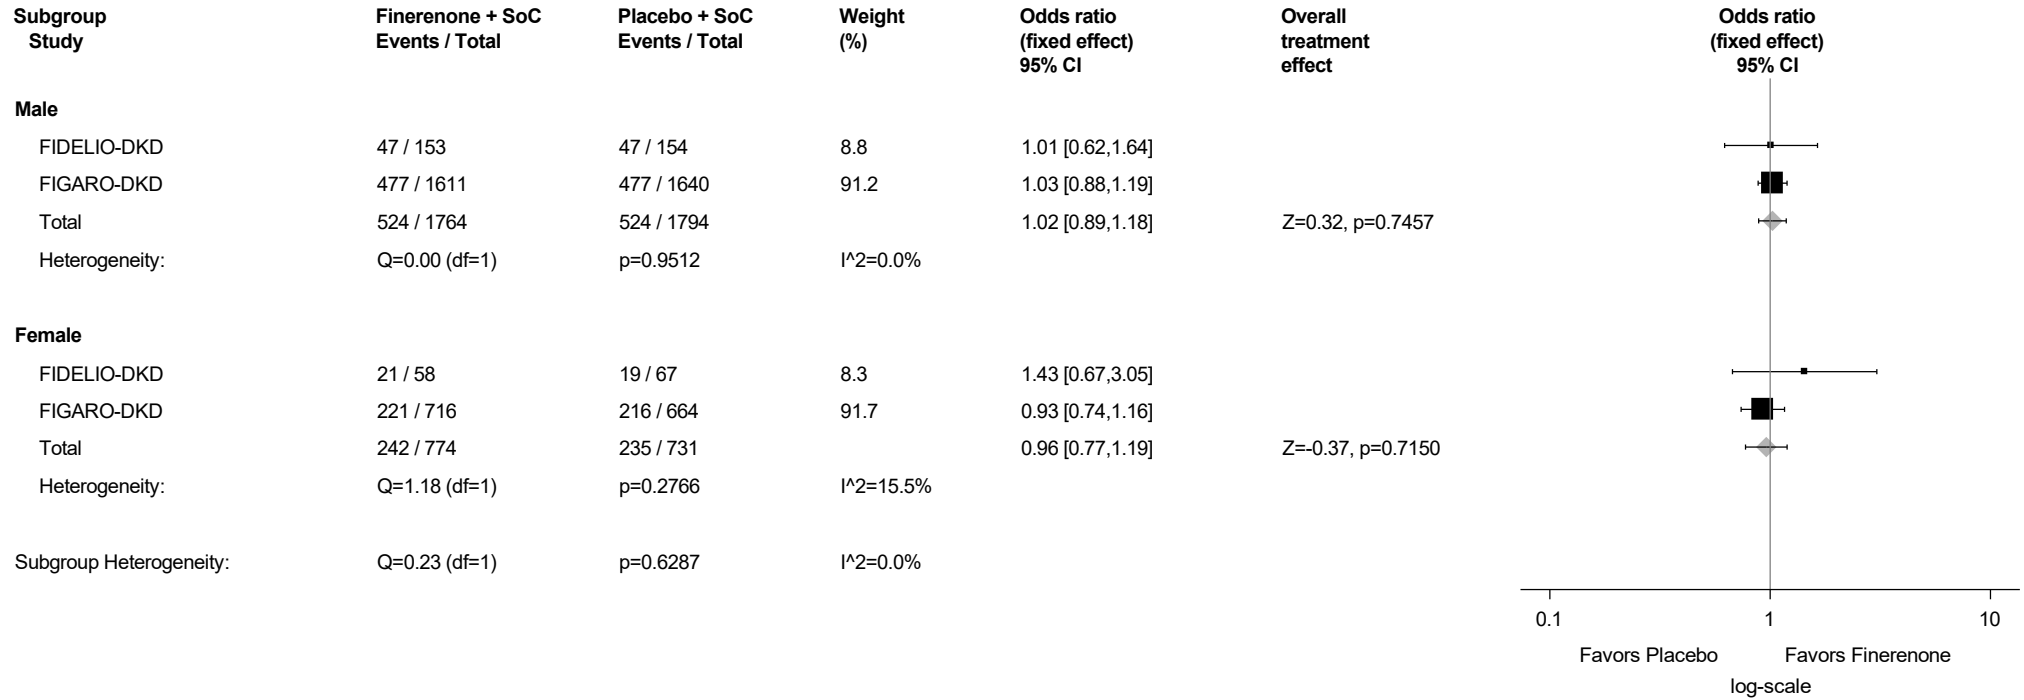 Subgroup Finerenone + SoC Placebo + SoC Weight Odds ratio Overall Odds ratio
Study Events / Total Events / Total (%) (fixed effect) treatment (fixed effect)
95% CI effect 95% CI
Male
FIDELIO-DKD 47 / 153 47 / 154 8.8 1.01 [0.62,1.64]
FIGARO-DKD 477 / 1611 477 / 1640 91.2 1.03 [0.88,1.19]
Total 524 / 1764 524 / 1794 1.02 [0.89,1.18] Z=0.32, p=0.7457
Heterogeneity: Q=0.00 (df=1) p=0.9512 I^2=0.0%
Female
FIDELIO-DKD 21 / 58 19 / 67 8.3 1.43 [0.67,3.05]
FIGARO-DKD 221 / 716 216 / 664 91.7 0.93 [0.74,1.16]
Total 242 / 774 235 / 731 0.96 [0.77,1.19] Z=-0.37, p=0.7150
Heterogeneity: Q=1.18 (df=1) p=0.2766 I^2=15.5%
Subgroup Heterogeneity: Q=0.23 (df=1) p=0.6287 I^2=0.0%
0.1 1 10
Favors Placebo Favors Finerenone
log-scale